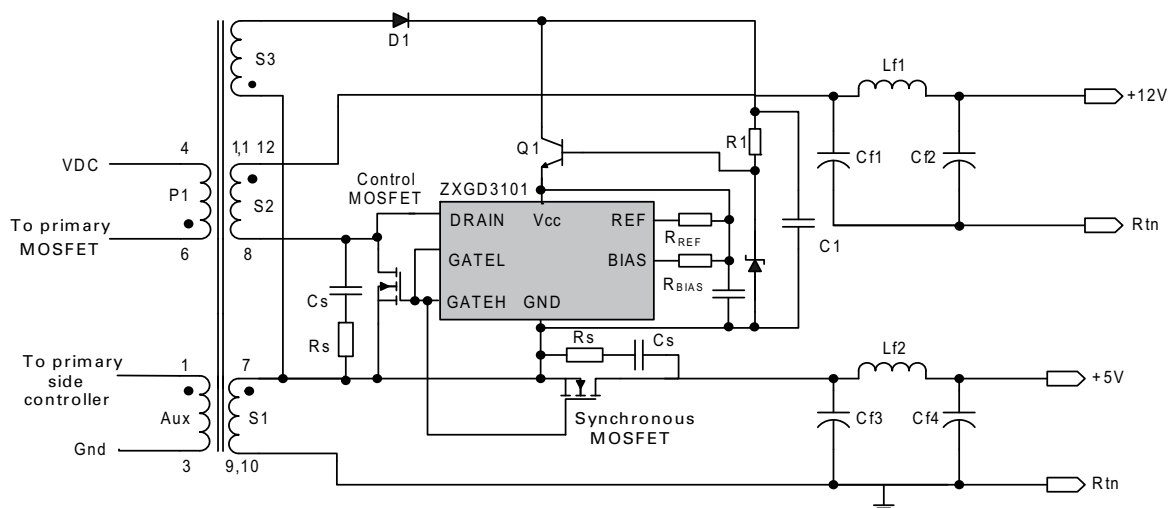 S3
D1
Lf1
+12V
Q1
R1
Cf1
Cf2
4
1,1 12
VDC
P1
S2
Control
MOSFET
ZXGD3101
DRAIN
Vcc
REF
RREF
C1
Rtn
To primary
MOSFET
6
8
GATEL
BIAS
RBIAS
GATEH
GND
Cs
Rs
Rs
Cs
Lf2
To primary
side
controller
1
7
+5V
Aux
S1
Synchronous
MOSFET
Cf3
Cf4
Gnd
3
9,10
Rtn